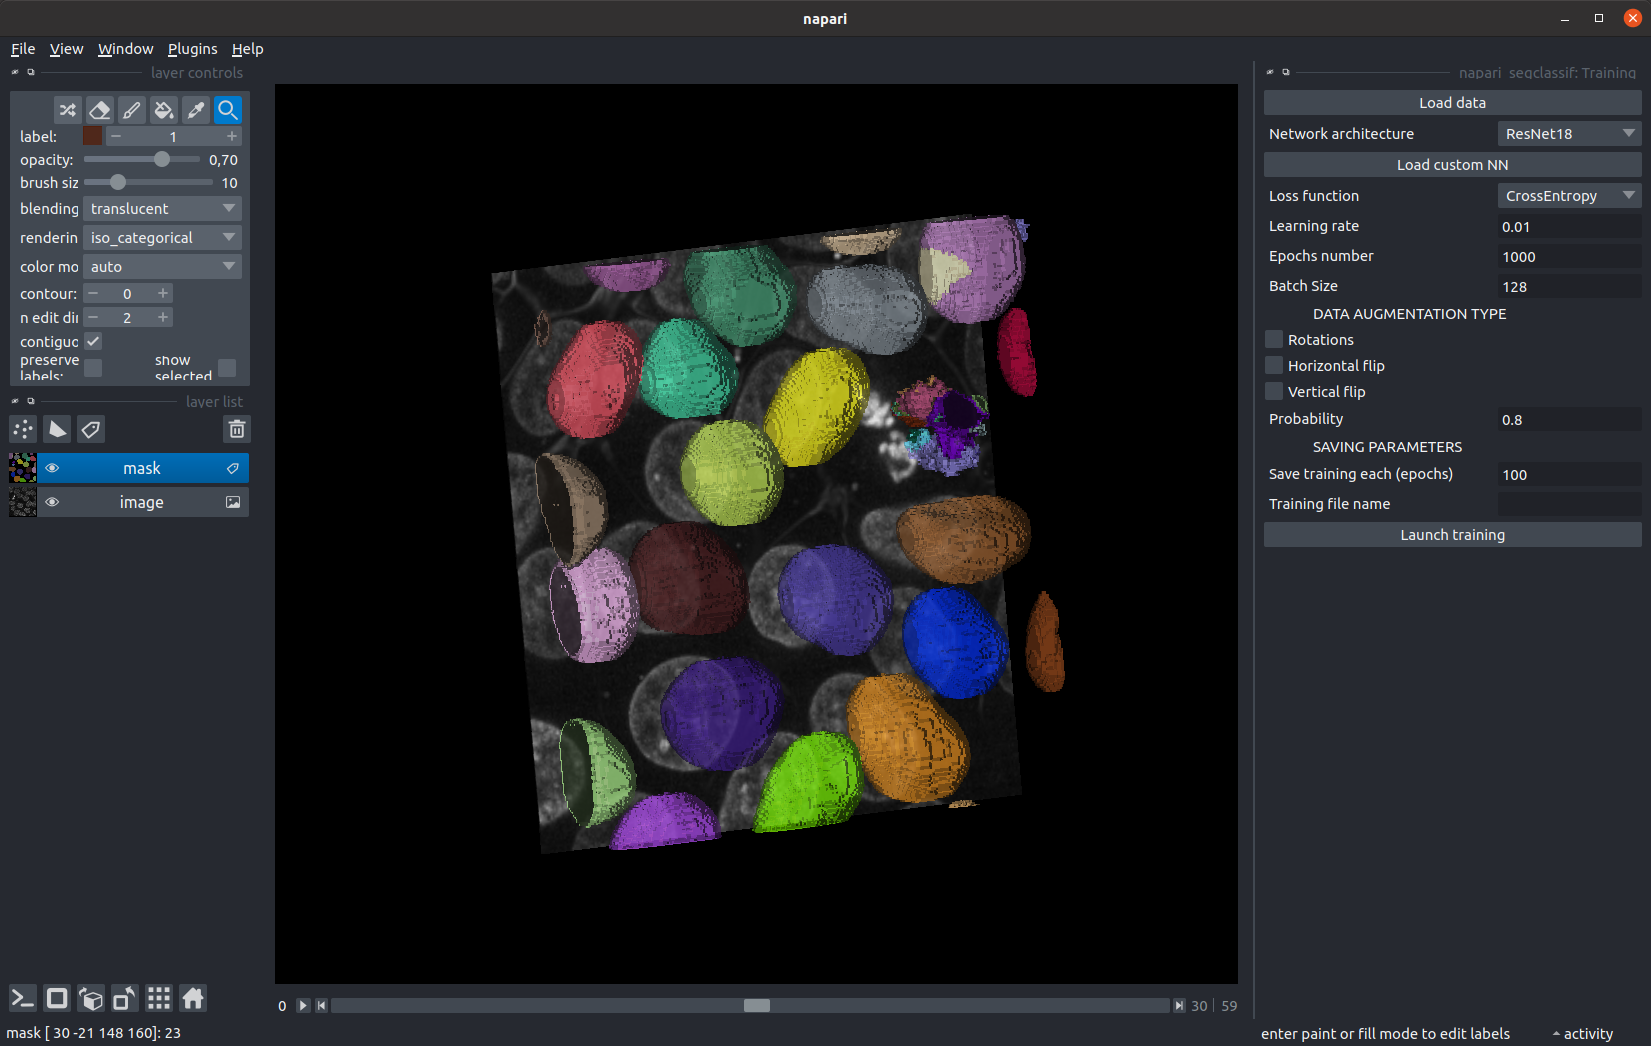 napari
File View Window Plugins Help
layer controls
label: 1
opacity: 0,70
brush siz 10
blending translucent
renderin iso_categorical
color mo auto
contour: 0
n edit dir 2
contiguo
preserve labels: show selected
layer list
mask
image
0 30 59
mask [ 30 -21 148 160]: 23
napari_seqclassif: Training
Load data
Network architecture ResNet18
Load custom NN
Loss function CrossEntropy
Learning rate 0.01
Epochs number 1000
Batch Size 128
DATA AUGMENTATION TYPE
Rotations
Horizontal flip
Vertical flip
Probability 0.8
SAVING PARAMETERS
Save training each (epochs) 100
Training file name
Launch training
enter paint or fill mode to edit labels activity